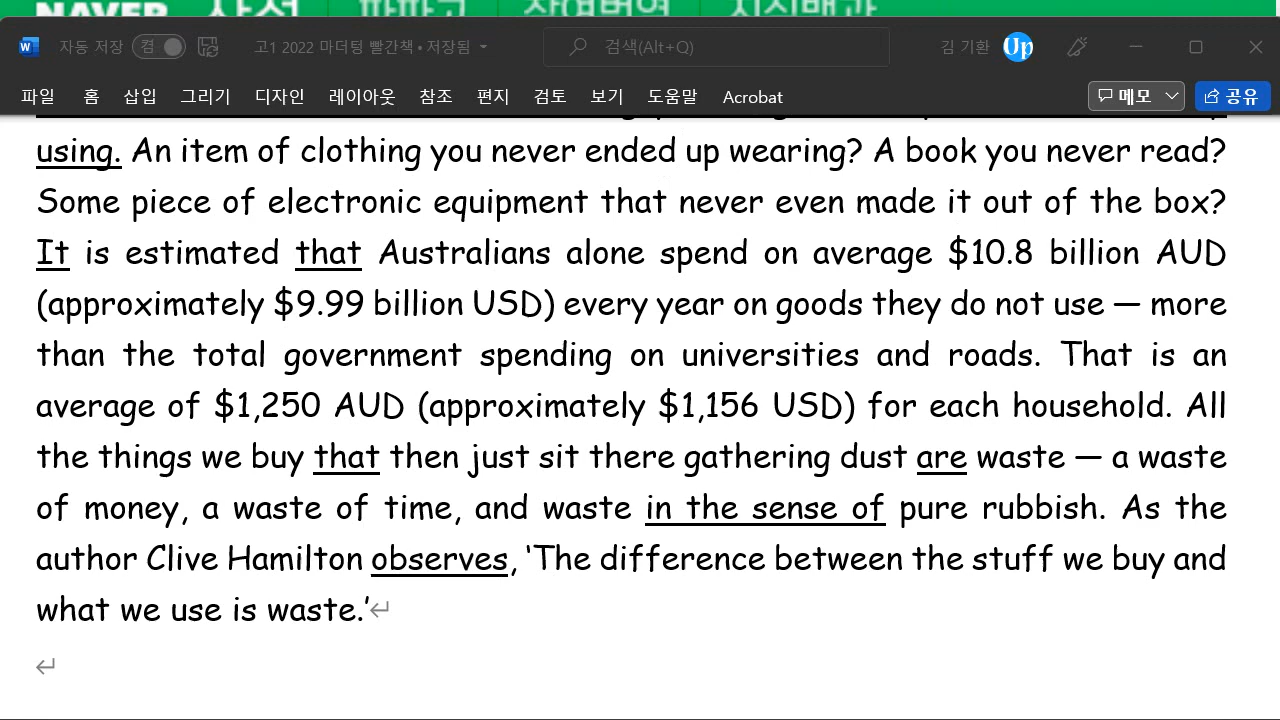 NAVER 사전
자동 저장 켬 고1 2022 마더텅 빨간책 • 저장됨 검색(Alt+Q) 김 기환 Up
파일 홈 삽입 그리기 디자인 레이아웃 참조 편지 검토 보기 도움말 Acrobat 메모 공유
using. An item of clothing you never ended up wearing? A book you never read?
Some piece of electronic equipment that never even made it out of the box?
It is estimated that Australians alone spend on average $10.8 billion AUD
(approximately $9.99 billion USD) every year on goods they do not use — more
than the total government spending on universities and roads. That is an
average of $1,250 AUD (approximately $1,156 USD) for each household. All
the things we buy that then just sit there gathering dust are waste — a waste
of money, a waste of time, and waste in the sense of pure rubbish. As the
author Clive Hamilton observes, ‘The difference between the stuff we buy and
what we use is waste.’